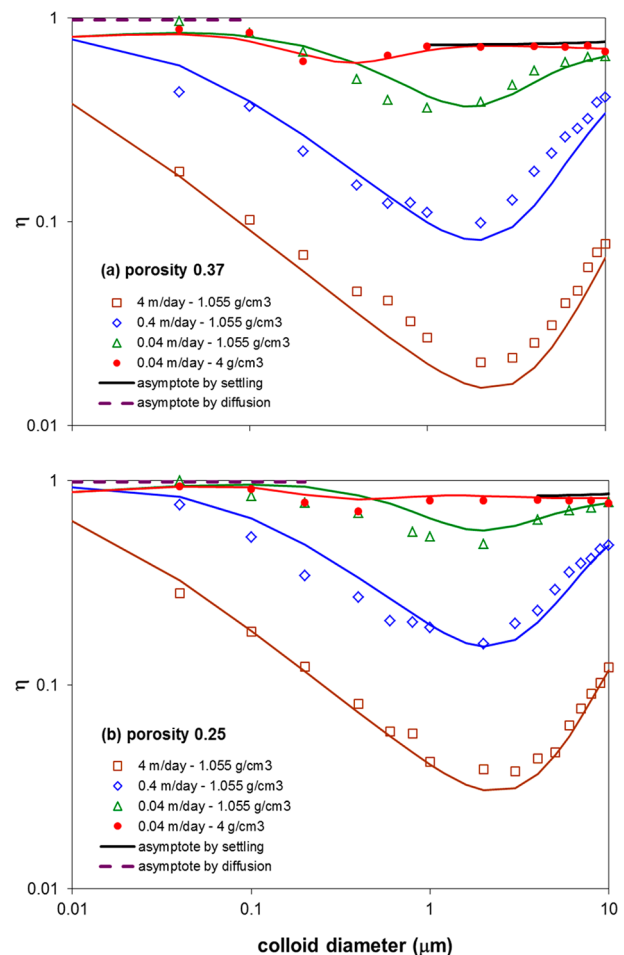 1
η
0.1
(a) porosity 0.37
4 m/day - 1.055 g/cm3
0.4 m/day - 1.055 g/cm3
0.04 m/day - 1.055 g/cm3
0.04 m/day - 4 g/cm3
asymptote by settling
asymptote by diffusion
0.01
1
η
0.1
(b) porosity 0.25
4 m/day - 1.055 g/cm3
0.4 m/day - 1.055 g/cm3
0.04 m/day - 1.055 g/cm3
0.04 m/day - 4 g/cm3
asymptote by settling
asymptote by diffusion
0.01
0.01 0.1 1 10
colloid diameter (μm)